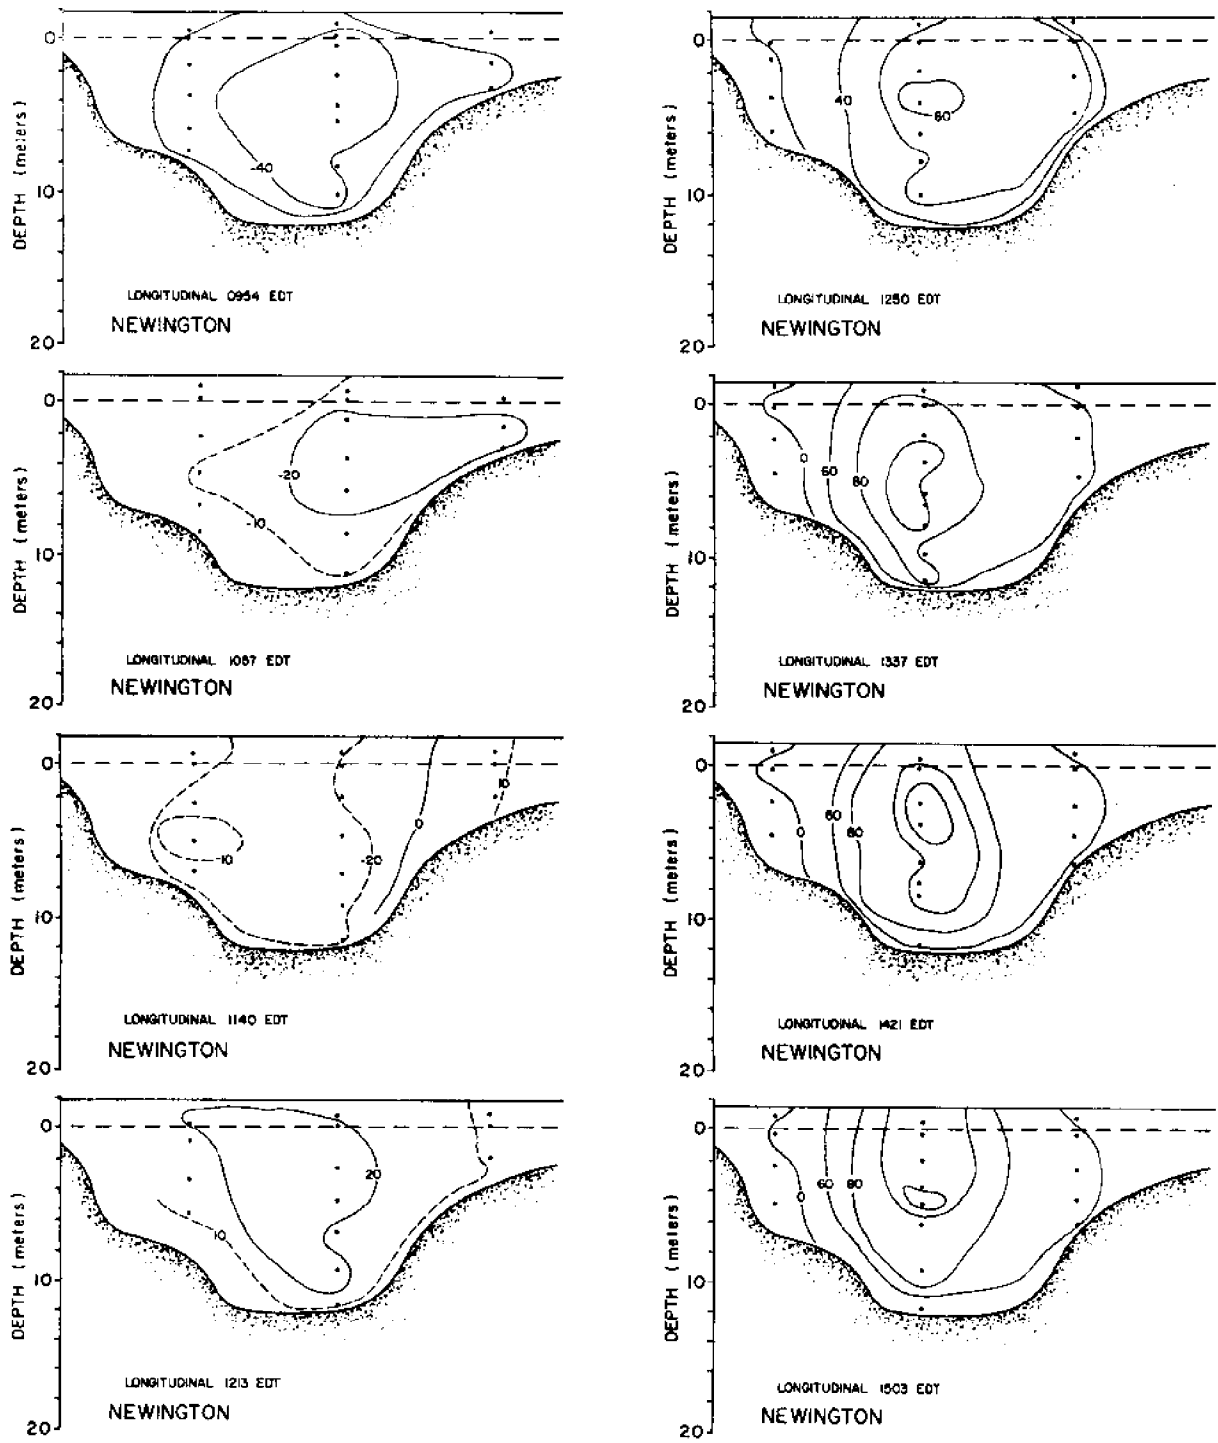 0
10
20
DEPTH (meters)
-40
LONGITUDINAL 0954 EDT
NEWINGTON
0
10
20
DEPTH (meters)
-20
-10
LONGITUDINAL 1057 EDT
NEWINGTON
0
10
20
DEPTH (meters)
10
0
-10
-20
LONGITUDINAL 1140 EDT
NEWINGTON
0
10
20
DEPTH (meters)
20
10
LONGITUDINAL 1213 EDT
NEWINGTON
0
10
20
DEPTH (meters)
40
80
LONGITUDINAL 1250 EDT
NEWINGTON
0
10
20
DEPTH (meters)
0
60
80
LONGITUDINAL 1337 EDT
NEWINGTON
0
10
20
DEPTH (meters)
0
60
80
LONGITUDINAL 1421 EDT
NEWINGTON
0
10
20
DEPTH (meters)
0
60
80
LONGITUDINAL 1503 EDT
NEWINGTON